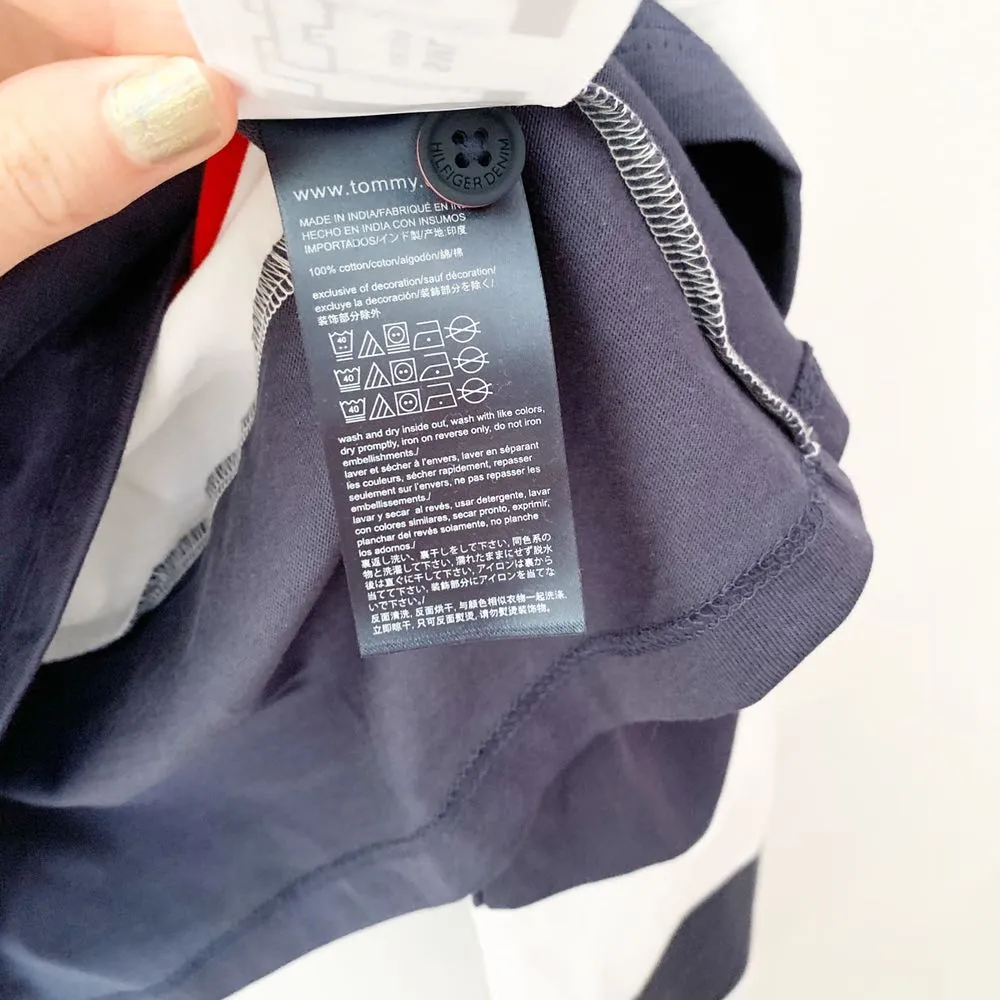 HILFIGER DENIM
www.tommy.
MADE IN INDIA/FABRIQUÉ EN
HECHO EN INDIA CON INSUMOS
IMPORTADOS/インド製/产地:印度
100% cotton/coton/algodón/綿/棉
exclusive of decoration/sauf décoration/
excluye la decoración/装飾部分を除く/
装饰部分除外
40
40
40
wash and dry inside out, wash with like colors,
dry promptly, iron on reverse only, do not iron
embellishments./
laver et sécher à l'envers, laver en séparant
les couleurs, sécher rapidement, repasser
seulement sur l'envers, ne pas repasser les
embellissements./
lavar y secar al revés, usar detergente, lavar
con colores similares, secar pronto, exprimir,
planchar del revés solamente, no planche
los adornos./
裏返し洗い、裏干しをして下さい, 同色系の
物と洗濯して下さい, 濡れたままにせず脱水
後は直ぐに干して下さい, アイロンは裏から
当てて下さい, 装飾部分にアイロンを当てな
いで下さい,/
反面清洗, 反面烘干, 与颜色相似衣物一起洗涤,
立即晾干, 只可反面熨烫, 请勿熨烫装饰物,